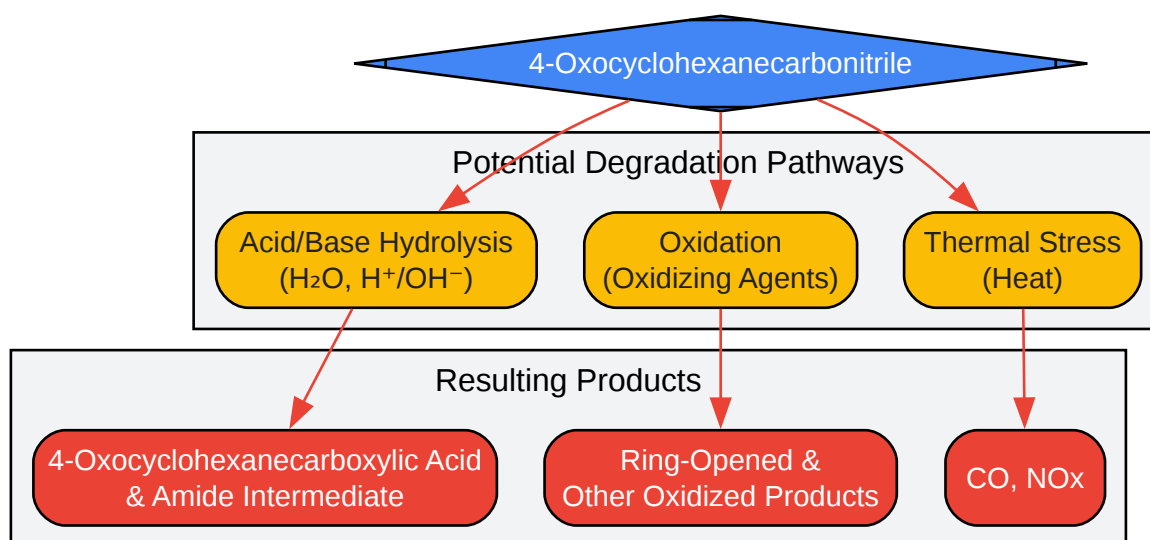 4-Oxocyclohexanecarbonitrile
Potential Degradation Pathways
Acid/Base Hydrolysis
(H₂O, H⁺/OH⁻)
Oxidation
(Oxidizing Agents)
Thermal Stress
(Heat)
Resulting Products
4-Oxocyclohexanecarboxylic Acid
& Amide Intermediate
Ring-Opened &
Other Oxidized Products
CO, NOx